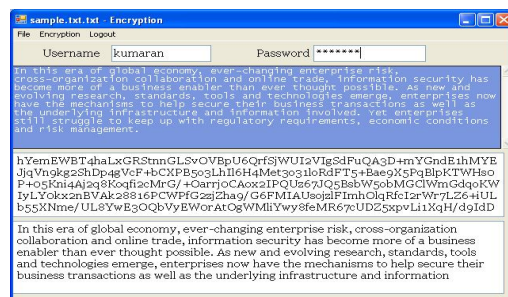 sample.txt.txt - Encryption
File Encryption Logout
Username kumaran Password *******
In this era of global economy, ever-changing enterprise risk,
cross-organization collaboration and online trade, information security has
become more of a business enabler than ever thought possible. As new and
evolving research, standards, tools and technologies emerge, enterprises now
have the mechanisms to help secure their business transactions as well as
the underlying infrastructure and information involved. Yet enterprises
still struggle to keep up with regulatory requirements, economic conditions
and risk management.
hYemEWBT4haLxGRStnnGLSvOVBpU6QrfSjWUI2VIgSdFuQA3D+mYGndE1hMYE
JjqVn9kg2ShDp4gVcF+bCXPB503LhIl6H4Met3031loRdFT5+Bae9X5PqBlpKTWHs0
P+05Kni4Aj2q8Koqfi2cMrG/+OarrjoCAox2IPQUz67JQ5BsbW5obMGClWmGdqoKW
IyLYOkx2nBVAk28816PCWPfG2zjZha9/G6FMIAUsojzlFImhOlqRfcI2rWr7LZ6+iUL
b55XNme/UL8YwE3OQbVyEWorAtOgWMliYwy8feMR67cUDZ5xpvLi1XqH/d9IdD
In this era of global economy, ever-changing enterprise risk, cross-organization
collaboration and online trade, information security has become more of a business
enabler than ever thought possible. As new and evolving research, standards, tools
and technologies emerge, enterprises now have the mechanisms to help secure their
business transactions as well as the underlying infrastructure and information